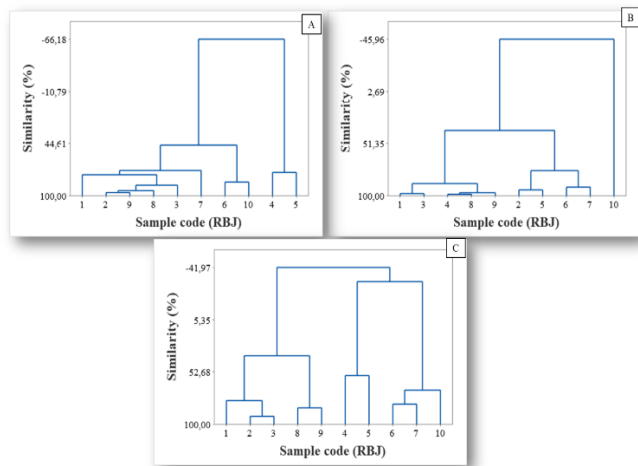 A
-66,18
-10,79
44,61
100,00
Similarity (%)
1 2 9 8 3 7 6 10 4 5
Sample code (RBJ)
B
-45,96
2,69
51,35
100,00
Similarity (%)
1 3 4 8 9 2 5 6 7 10
Sample code (RBJ)
C
-41,97
5,35
52,68
100,00
Similarity (%)
1 2 3 8 9 4 5 6 7 10
Sample code (RBJ)